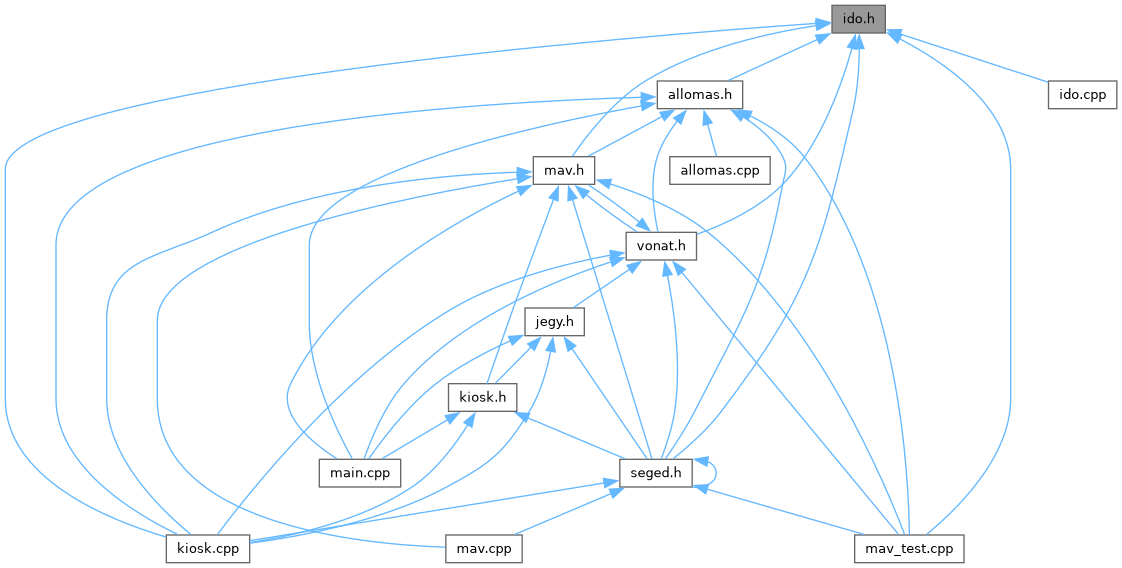 ido.h
allomas.h
ido.cpp
mav.h
allomas.cpp
vonat.h
jegy.h
kiosk.h
main.cpp
seged.h
kiosk.cpp
mav.cpp
mav_test.cpp